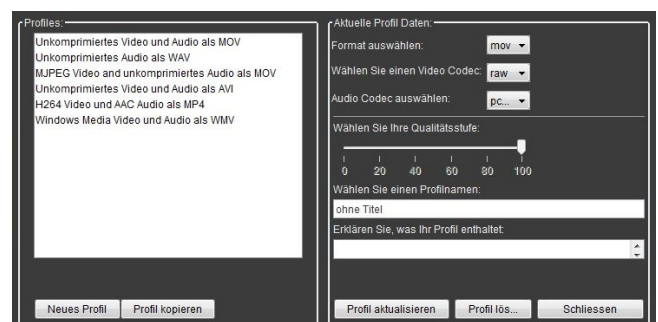 Profiles:
Unkomprimiertes Video und Audio als MOV
Unkomprimiertes Audio als WAV
MJPEG Video and unkomprimiertes Audio als MOV
Unkomprimiertes Video und Audio als AVI
H264 Video und AAC Audio als MP4
Windows Media Video und Audio als WMV
Neues Profil Profil kopieren
Aktuelle Profil Daten:
Format auswählen: mov
Wählen Sie einen Video Codec: raw
Audio Codec auswählen: pc...
Wählen Sie Ihre Qualitätsstufe:
0 20 40 60 80 100
Wählen Sie einen Profilnamen:
ohne Titel
Erklären Sie, was Ihr Profil enthaltet:
Profil aktualisieren Profil lös... Schliessen